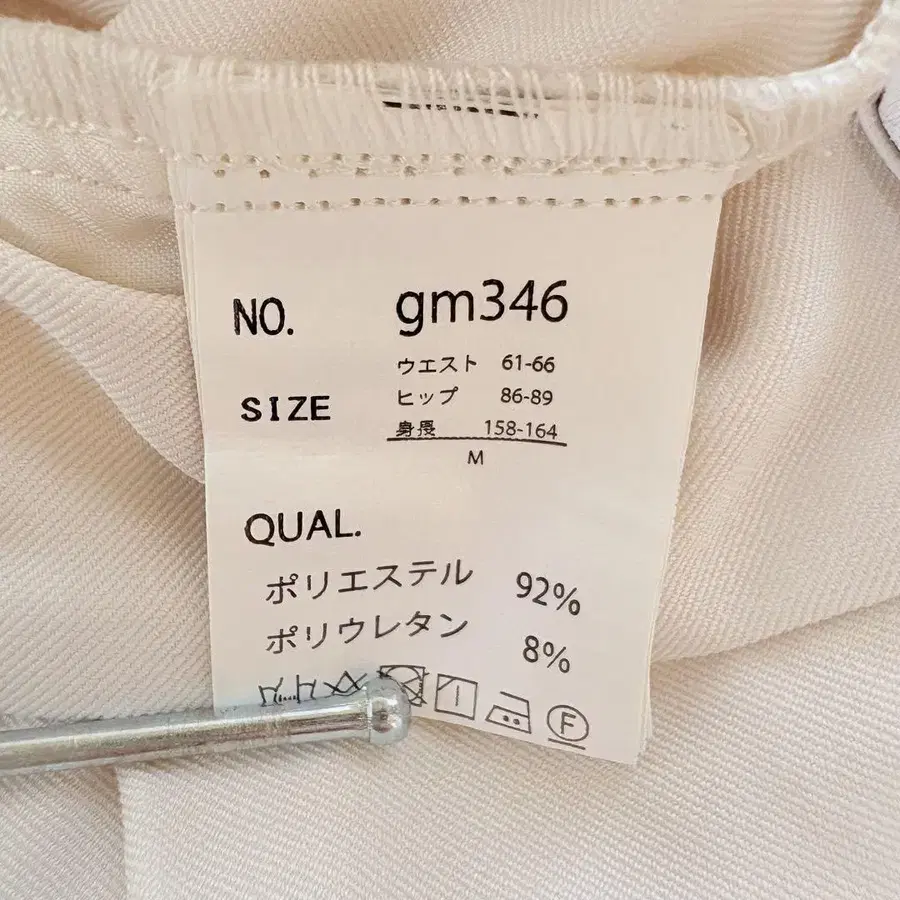 NO. gm346
SIZE
ウエスト 61-66
ヒップ 86-89
身長 158-164
M
QUAL.
ポリエステル 92%
ポリウレタン 8%
F